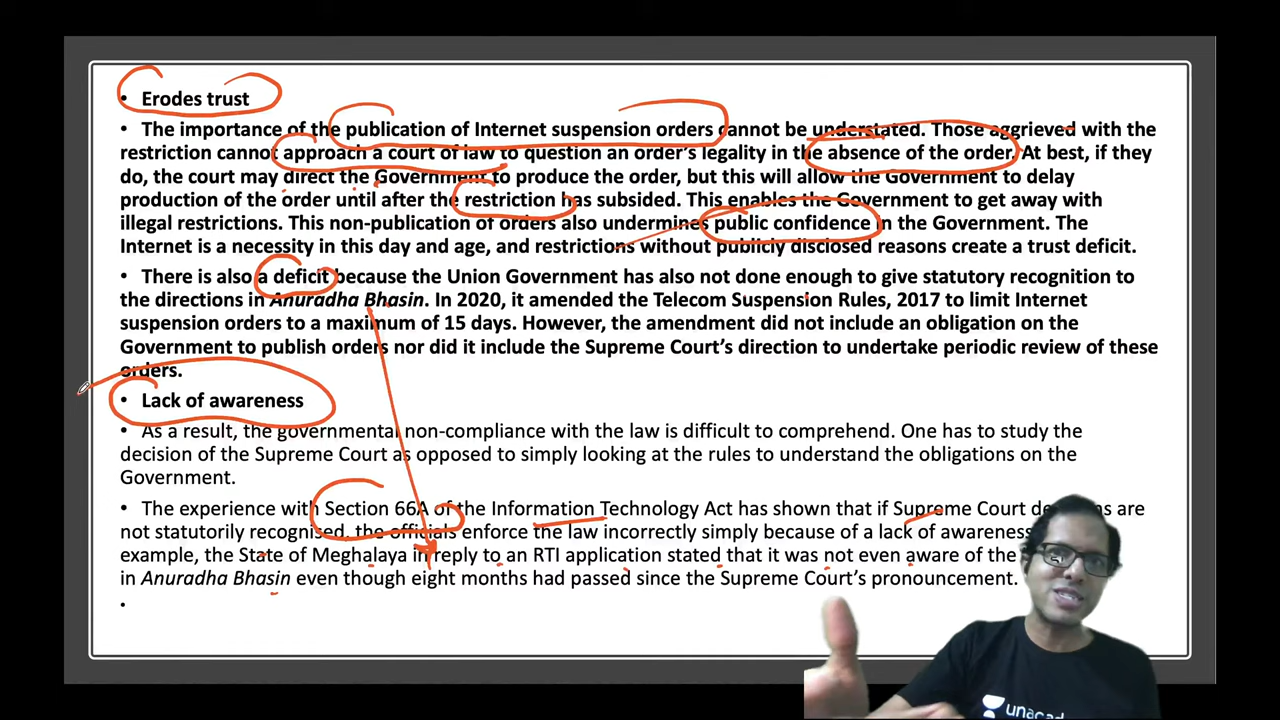 • Erodes trust
• The importance of the publication of Internet suspension orders cannot be understated. Those aggrieved with the
restriction cannot approach a court of law to question an order’s legality in the absence of the order. At best, if they
do, the court may direct the Government to produce the order, but this will allow the Government to delay
production of the order until after the restriction has subsided. This enables the Government to get away with
illegal restrictions. This non-publication of orders also undermines public confidence in the Government. The
Internet is a necessity in this day and age, and restrictions without publicly disclosed reasons create a trust deficit.
• There is also a deficit because the Union Government has also not done enough to give statutory recognition to
the directions in Anuradha Bhasin. In 2020, it amended the Telecom Suspension Rules, 2017 to limit Internet
suspension orders to a maximum of 15 days. However, the amendment did not include an obligation on the
Government to publish orders nor did it include the Supreme Court’s direction to undertake periodic review of these
orders.
• Lack of awareness
• As a result, the governmental non-compliance with the law is difficult to comprehend. One has to study the
decision of the Supreme Court as opposed to simply looking at the rules to understand the obligations on the
Government.
• The experience with Section 66A of the Information Technology Act has shown that if Supreme Court are
not statutorily recognised, the officials enforce the law incorrectly simply because of a lack of awareness
example, the State of Meghalaya in reply to an RTI application stated that it was not even aware of the
in Anuradha Bhasin even though eight months had passed since the Supreme Court’s pronouncement.
•